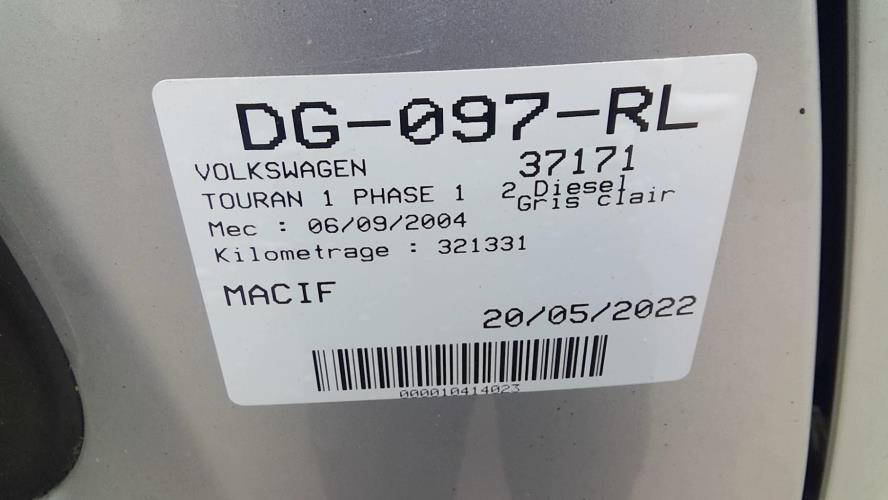 DG-097-RL
VOLKSWAGEN 37171
TOURAN 1 PHASE 1 2 Diesel
Gris clair
Mec : 06/09/2004
Kilometrage : 321331
MACIF
20/05/2022
000010414023